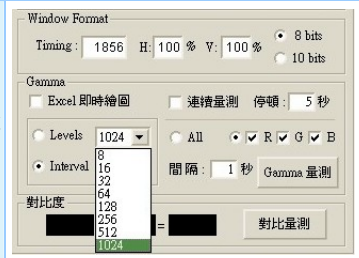 Window Format
Timing : 1856 H: 100 % V: 100 % 8 bits
10 bits
Gamma
Excel 即時繪圖 連續量測 停頓 : 5 秒
Levels 1024 All R G B
Interval 間隔 : 1 秒 Gamma 量測
8
16
32
64
128
256
512
1024
對比度
= 對比量測